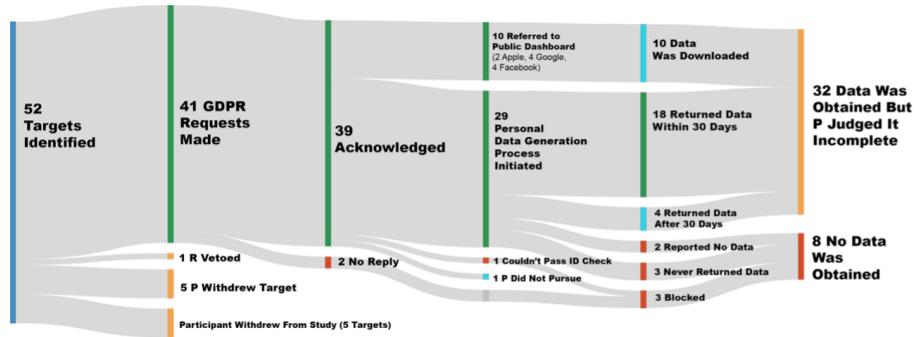 52
Targets
Identified
41 GDPR
Requests
Made
1 R Vetoed
5 P Withdrew Target
Participant Withdrew From Study (5 Targets)
39
Acknowledged
2 No Reply
10 Referred to
Public Dashboard
(2 Apple, 4 Google,
4 Facebook)
29
Personal
Data Generation
Process
Initiated
1 Couldn't Pass ID Check
1 P Did Not Pursue
10 Data
Was Downloaded
18 Returned Data
Within 30 Days
4 Returned Data
After 30 Days
2 Reported No Data
3 Never Returned Data
3 Blocked
32 Data Was
Obtained But
P Judged It
Incomplete
8 No Data
Was
Obtained